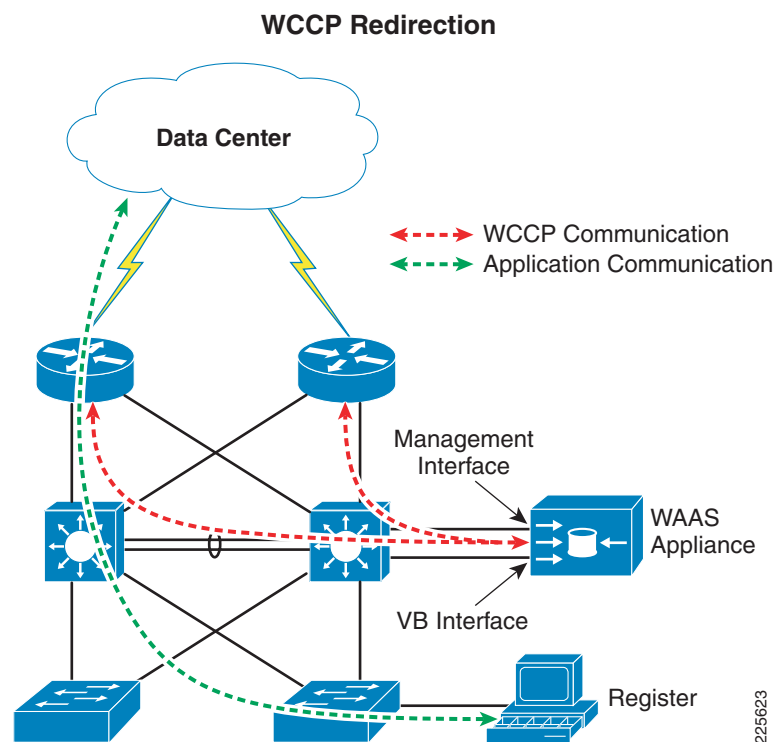 WCCP Redirection
Data Center
WCCP Communication
Application Communication
Management
Interface
WAAS
Appliance
VB Interface
Register
225623